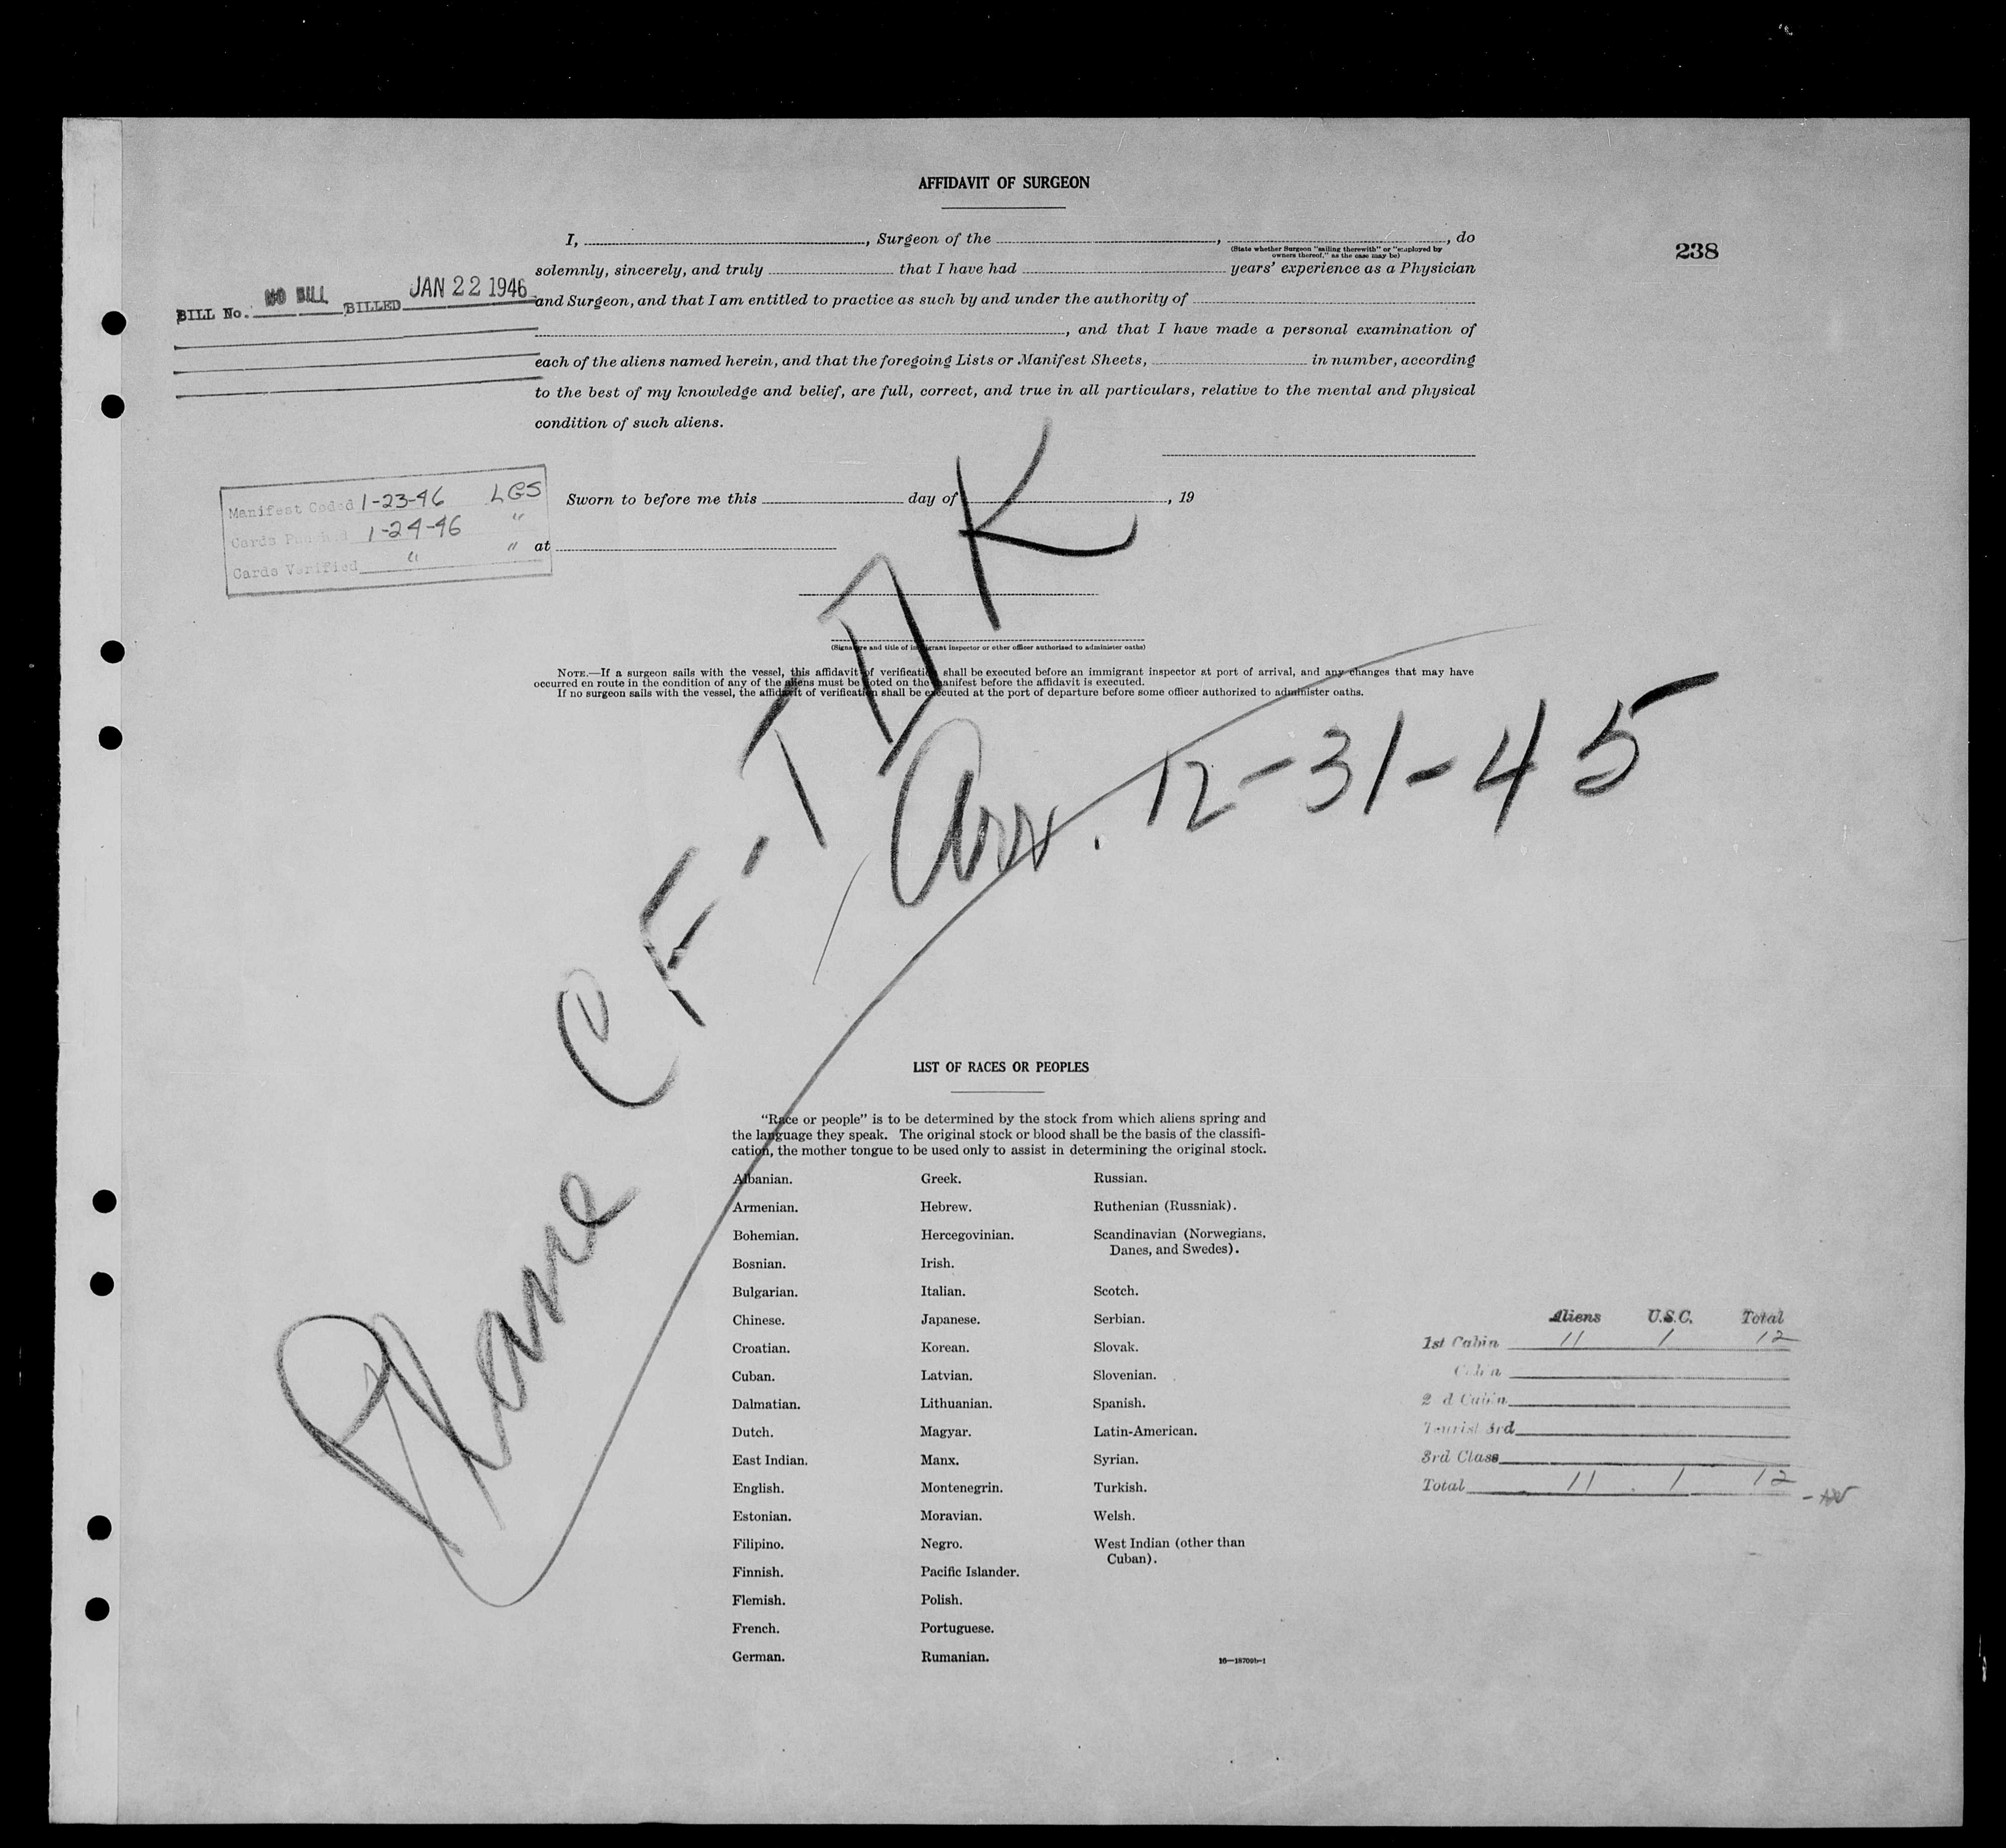 AFFIDAVIT OF SURGEON
238
I, , Surgeon of the , , do
(State whether Surgeon "sailing therewith" or "employed by
owners thereof," as the case may be)
solemnly, sincerely, and truly that I have had years' experience as a Physician
and Surgeon, and that I am entitled to practice as such by and under the authority of
, and that I have made a personal examination of
each of the aliens named herein, and that the foregoing Lists or Manifest Sheets, in number, according
to the best of my knowledge and belief, are full, correct, and true in all particulars, relative to the mental and physical
condition of such aliens.
BILL No. NO BILL BILLED JAN 22 1946
Manifest Coded 1-23-46 LGS
Cards Punched 1-24-46 "
Cards Verified " "
Sworn to before me this day of , 19
at
(Signature and title of immigrant inspector or other officer authorized to administer oaths)
NOTE.—If a surgeon sails with the vessel, this affidavit of verification shall be executed before an immigrant inspector at port of arrival, and any changes that may have
occurred en route in the condition of any of the aliens must be noted on the manifest before the affidavit is executed.
If no surgeon sails with the vessel, the affidavit of verification shall be executed at the port of departure before some officer authorized to administer oaths.
Plane CF-TDK
Arr. 12-31-45
LIST OF RACES OR PEOPLES
"Race or people" is to be determined by the stock from which aliens spring and
the language they speak. The original stock or blood shall be the basis of the classifi-
cation, the mother tongue to be used only to assist in determining the original stock.
Albanian.
Armenian.
Bohemian.
Bosnian.
Bulgarian.
Chinese.
Croatian.
Cuban.
Dalmatian.
Dutch.
East Indian.
English.
Estonian.
Filipino.
Finnish.
Flemish.
French.
German.
Greek.
Hebrew.
Hercegovinian.
Irish.
Italian.
Japanese.
Korean.
Latvian.
Lithuanian.
Magyar.
Manx.
Montenegrin.
Moravian.
Negro.
Pacific Islander.
Polish.
Portuguese.
Rumanian.
Russian.
Ruthenian (Russniak).
Scandinavian (Norwegians,
Danes, and Swedes).
Scotch.
Serbian.
Slovak.
Slovenian.
Spanish.
Latin-American.
Syrian.
Turkish.
Welsh.
West Indian (other than
Cuban).
16—18709b-1
Aliens U.S.C. Total
1st Cabin 11 1 12
Cabin
2nd Cabin
Tourist 3rd
3rd Class
Total 11 1 12